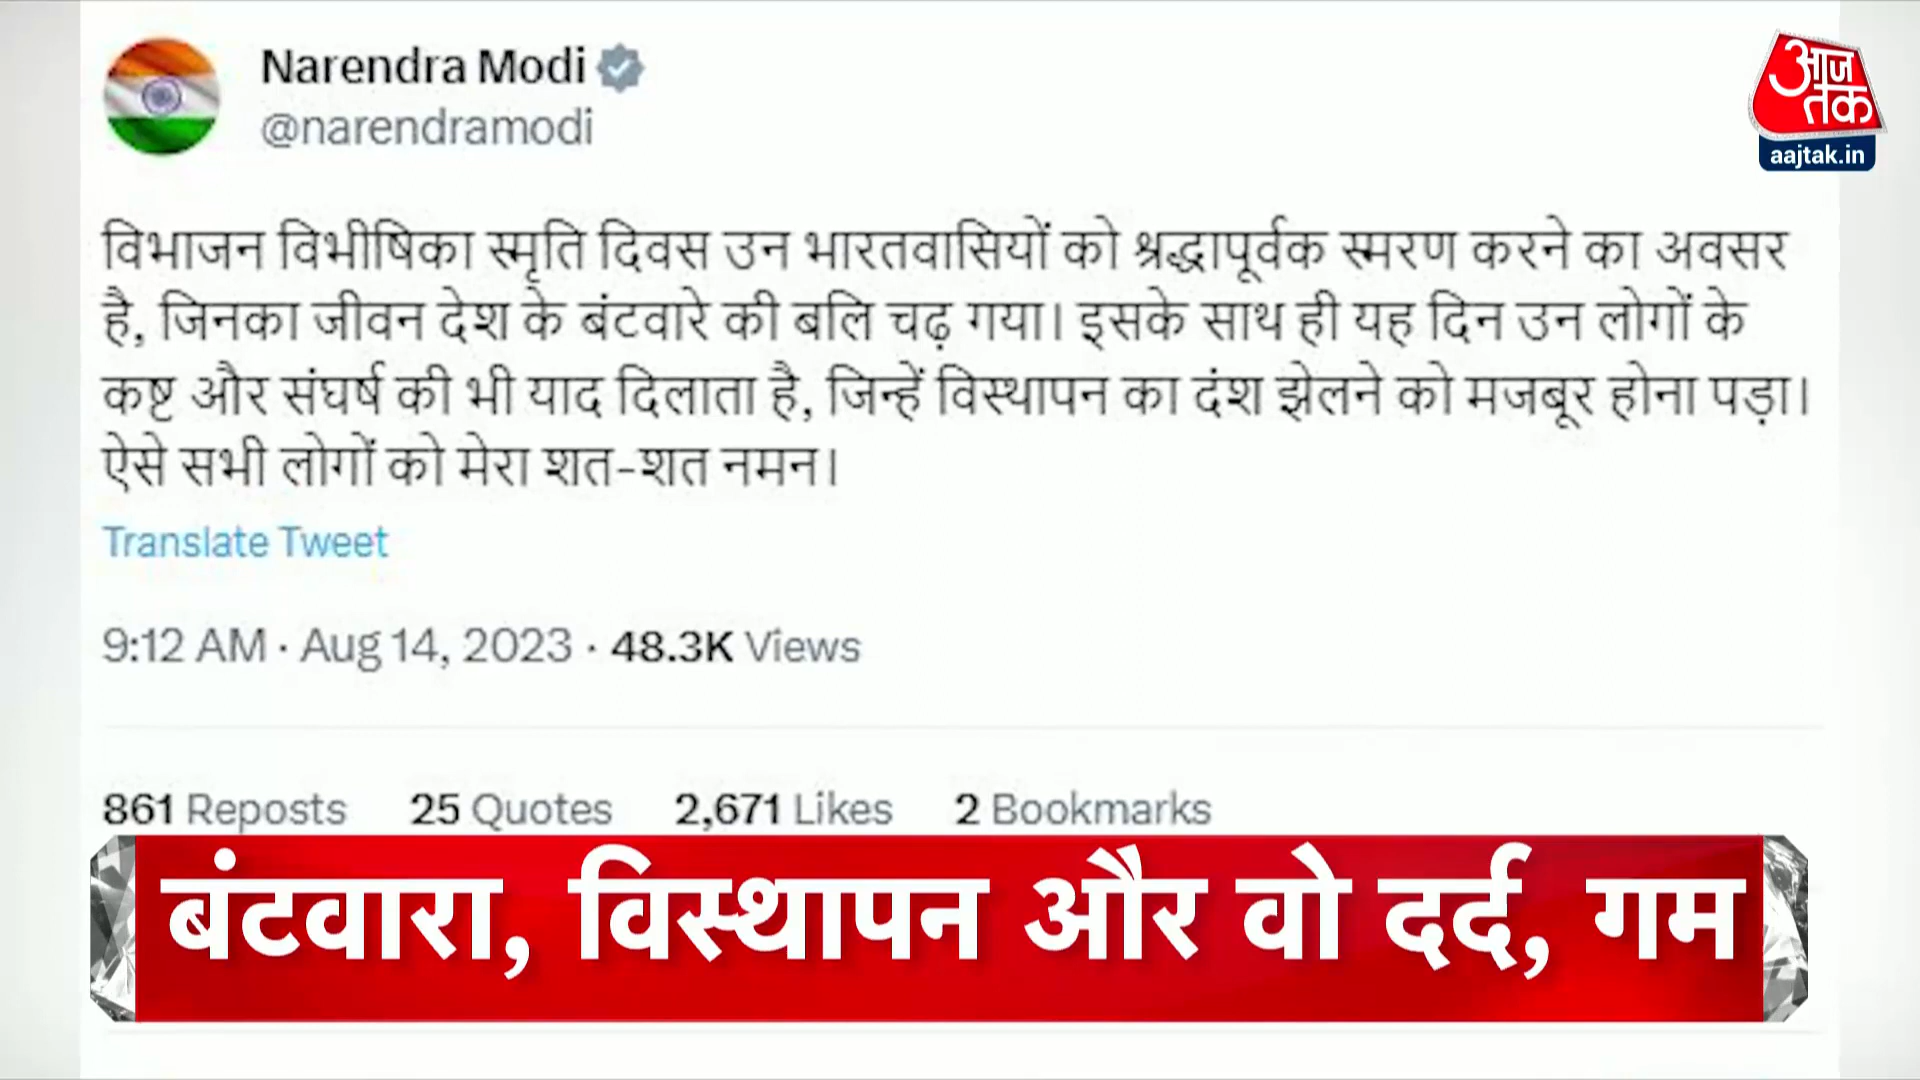 Narendra Modi
@narendramodi
आज
तक
aajtak.in
विभाजन विभीषिका स्मृति दिवस उन भारतवासियों को श्रद्धापूर्वक स्मरण करने का अवसर
है, जिनका जीवन देश के बंटवारे की बलि चढ़ गया। इसके साथ ही यह दिन उन लोगों के
कष्ट और संघर्ष की भी याद दिलाता है, जिन्हें विस्थापन का दंश झेलने को मजबूर होना पड़ा।
ऐसे सभी लोगों को मेरा शत-शत नमन।
Translate Tweet
9:12 AM · Aug 14, 2023 · 48.3K Views
861 Reposts 25 Quotes 2,671 Likes 2 Bookmarks
बंटवारा, विस्थापन और वो दर्द, गम